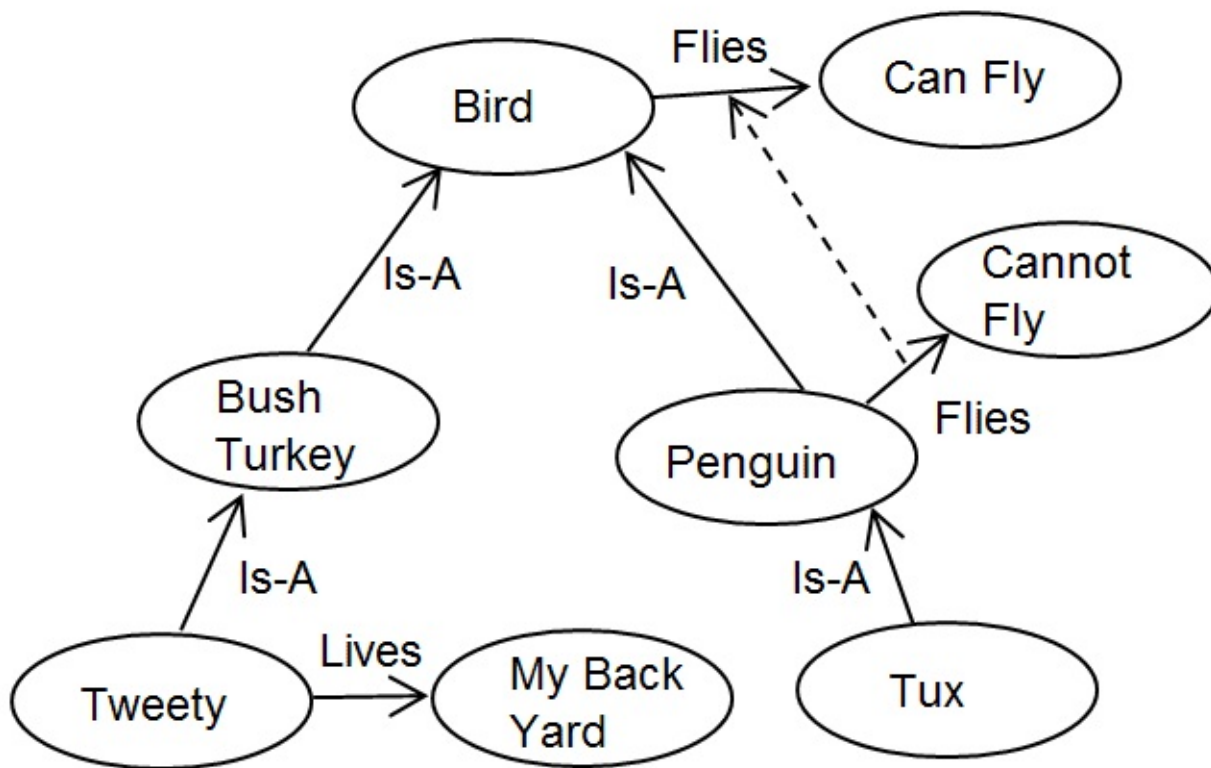 Flies
Can Fly
Bird
Cannot
Fly
Is-A
Is-A
Bush
Turkey
Flies
Penguin
Is-A
Is-A
Lives
My Back
Yard
Tweety
Tux